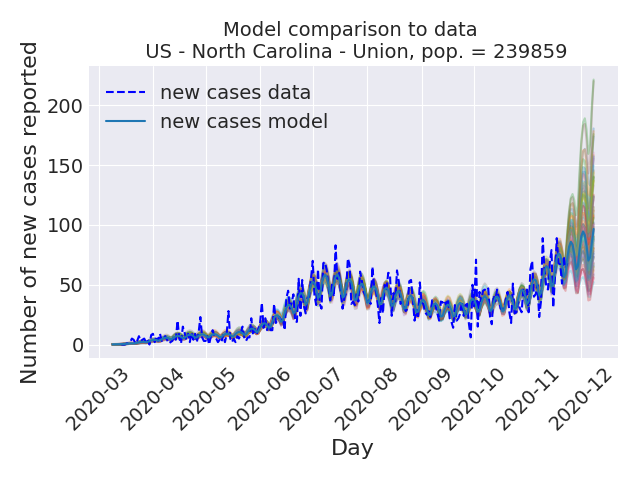 Model comparison to data
US - North Carolina - Union, pop. = 239859
Number of new cases reported
200
150
100
50
0
new cases data
new cases model
2020-03
2020-04
2020-05
2020-06
2020-07
2020-08
2020-09
2020-10
2020-11
2020-12
Day